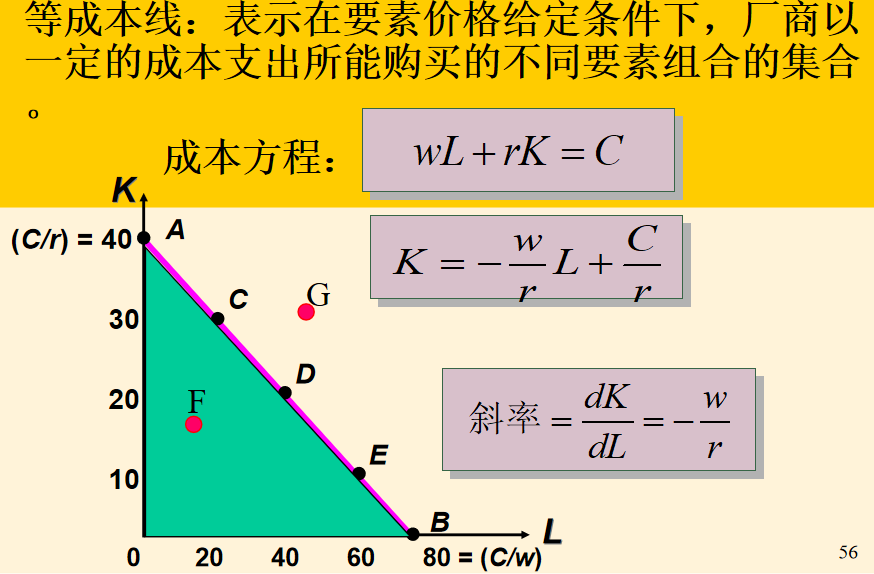 等成本线：表示在要素价格给定条件下，厂商以
一定的成本支出所能购买的不同要素组合的集合
。
成本方程：
wL + rK = C
K
(C/r) = 40
A
K = -\frac{w}{r} L + \frac{C}{r}
C
G
30
D
20
F
斜率 = \frac{dK}{dL} = -\frac{w}{r}
E
10
B
L
0 20 40 60 80 = (C/w)
56